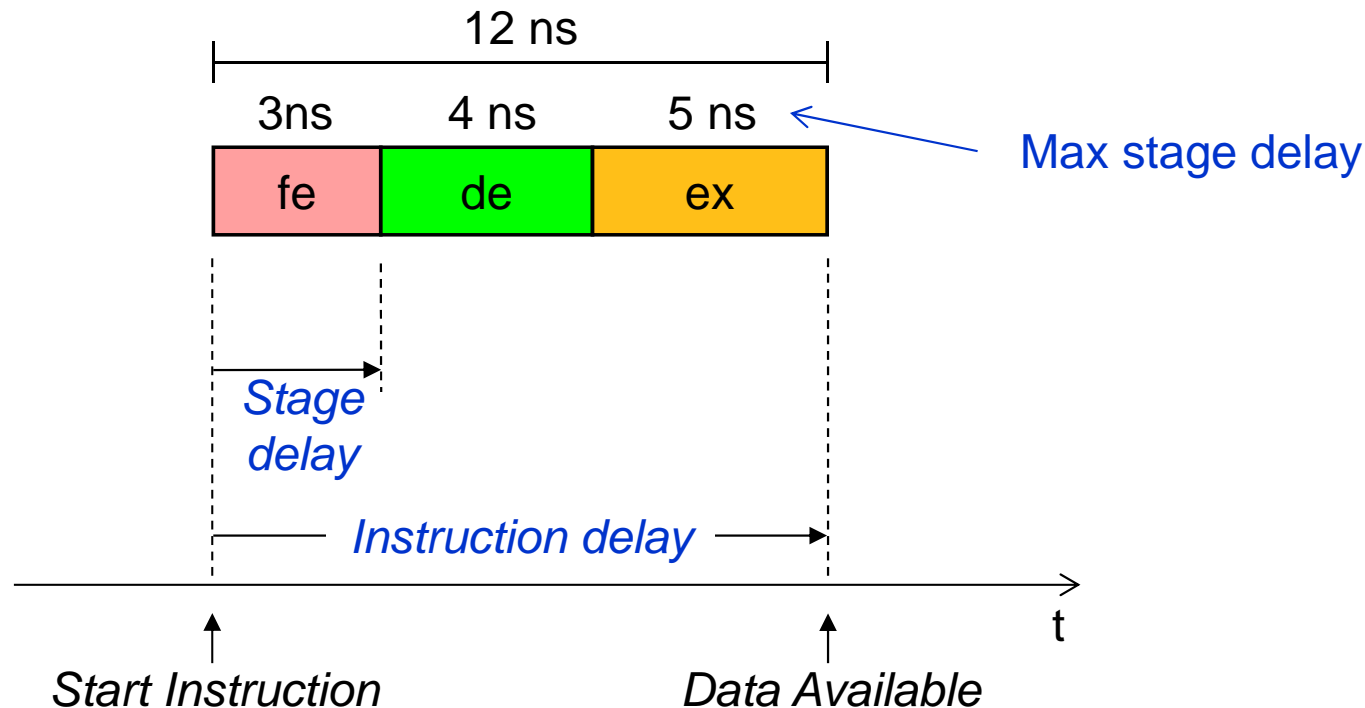 12 ns
3ns 4 ns 5 ns
Max stage delay
fe de ex
Stage
delay
Instruction delay
t
Start Instruction Data Available